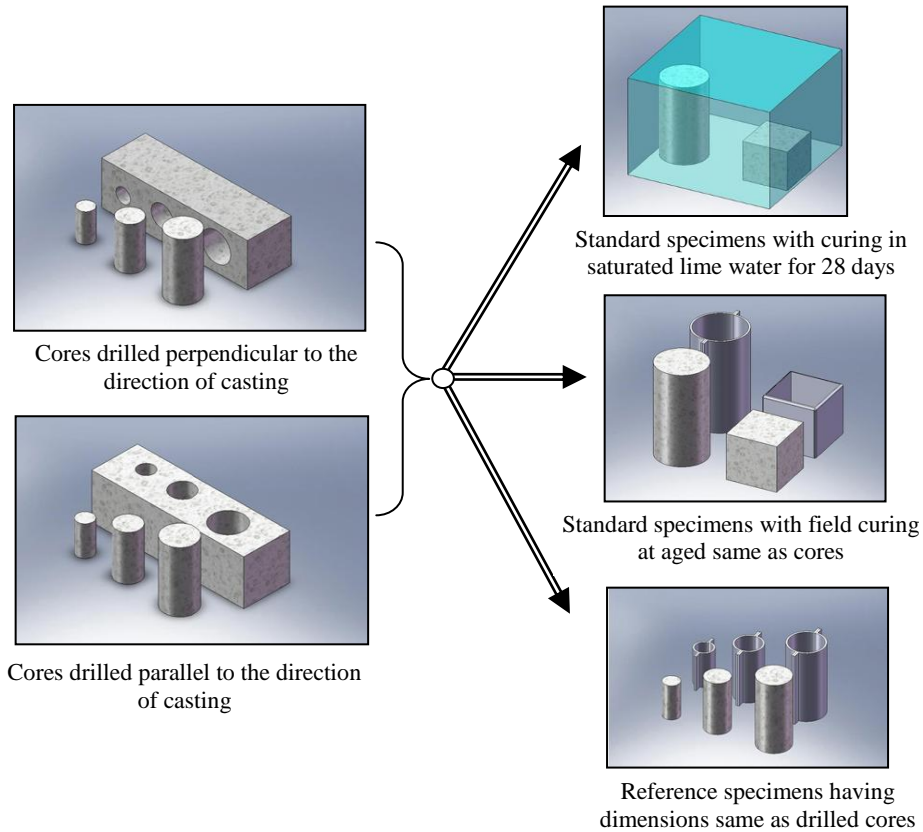 Cores drilled perpendicular to the
direction of casting
Cores drilled parallel to the direction
of casting
Standard specimens with curing in
saturated lime water for 28 days
Standard specimens with field curing
at aged same as cores
Reference specimens having
dimensions same as drilled cores